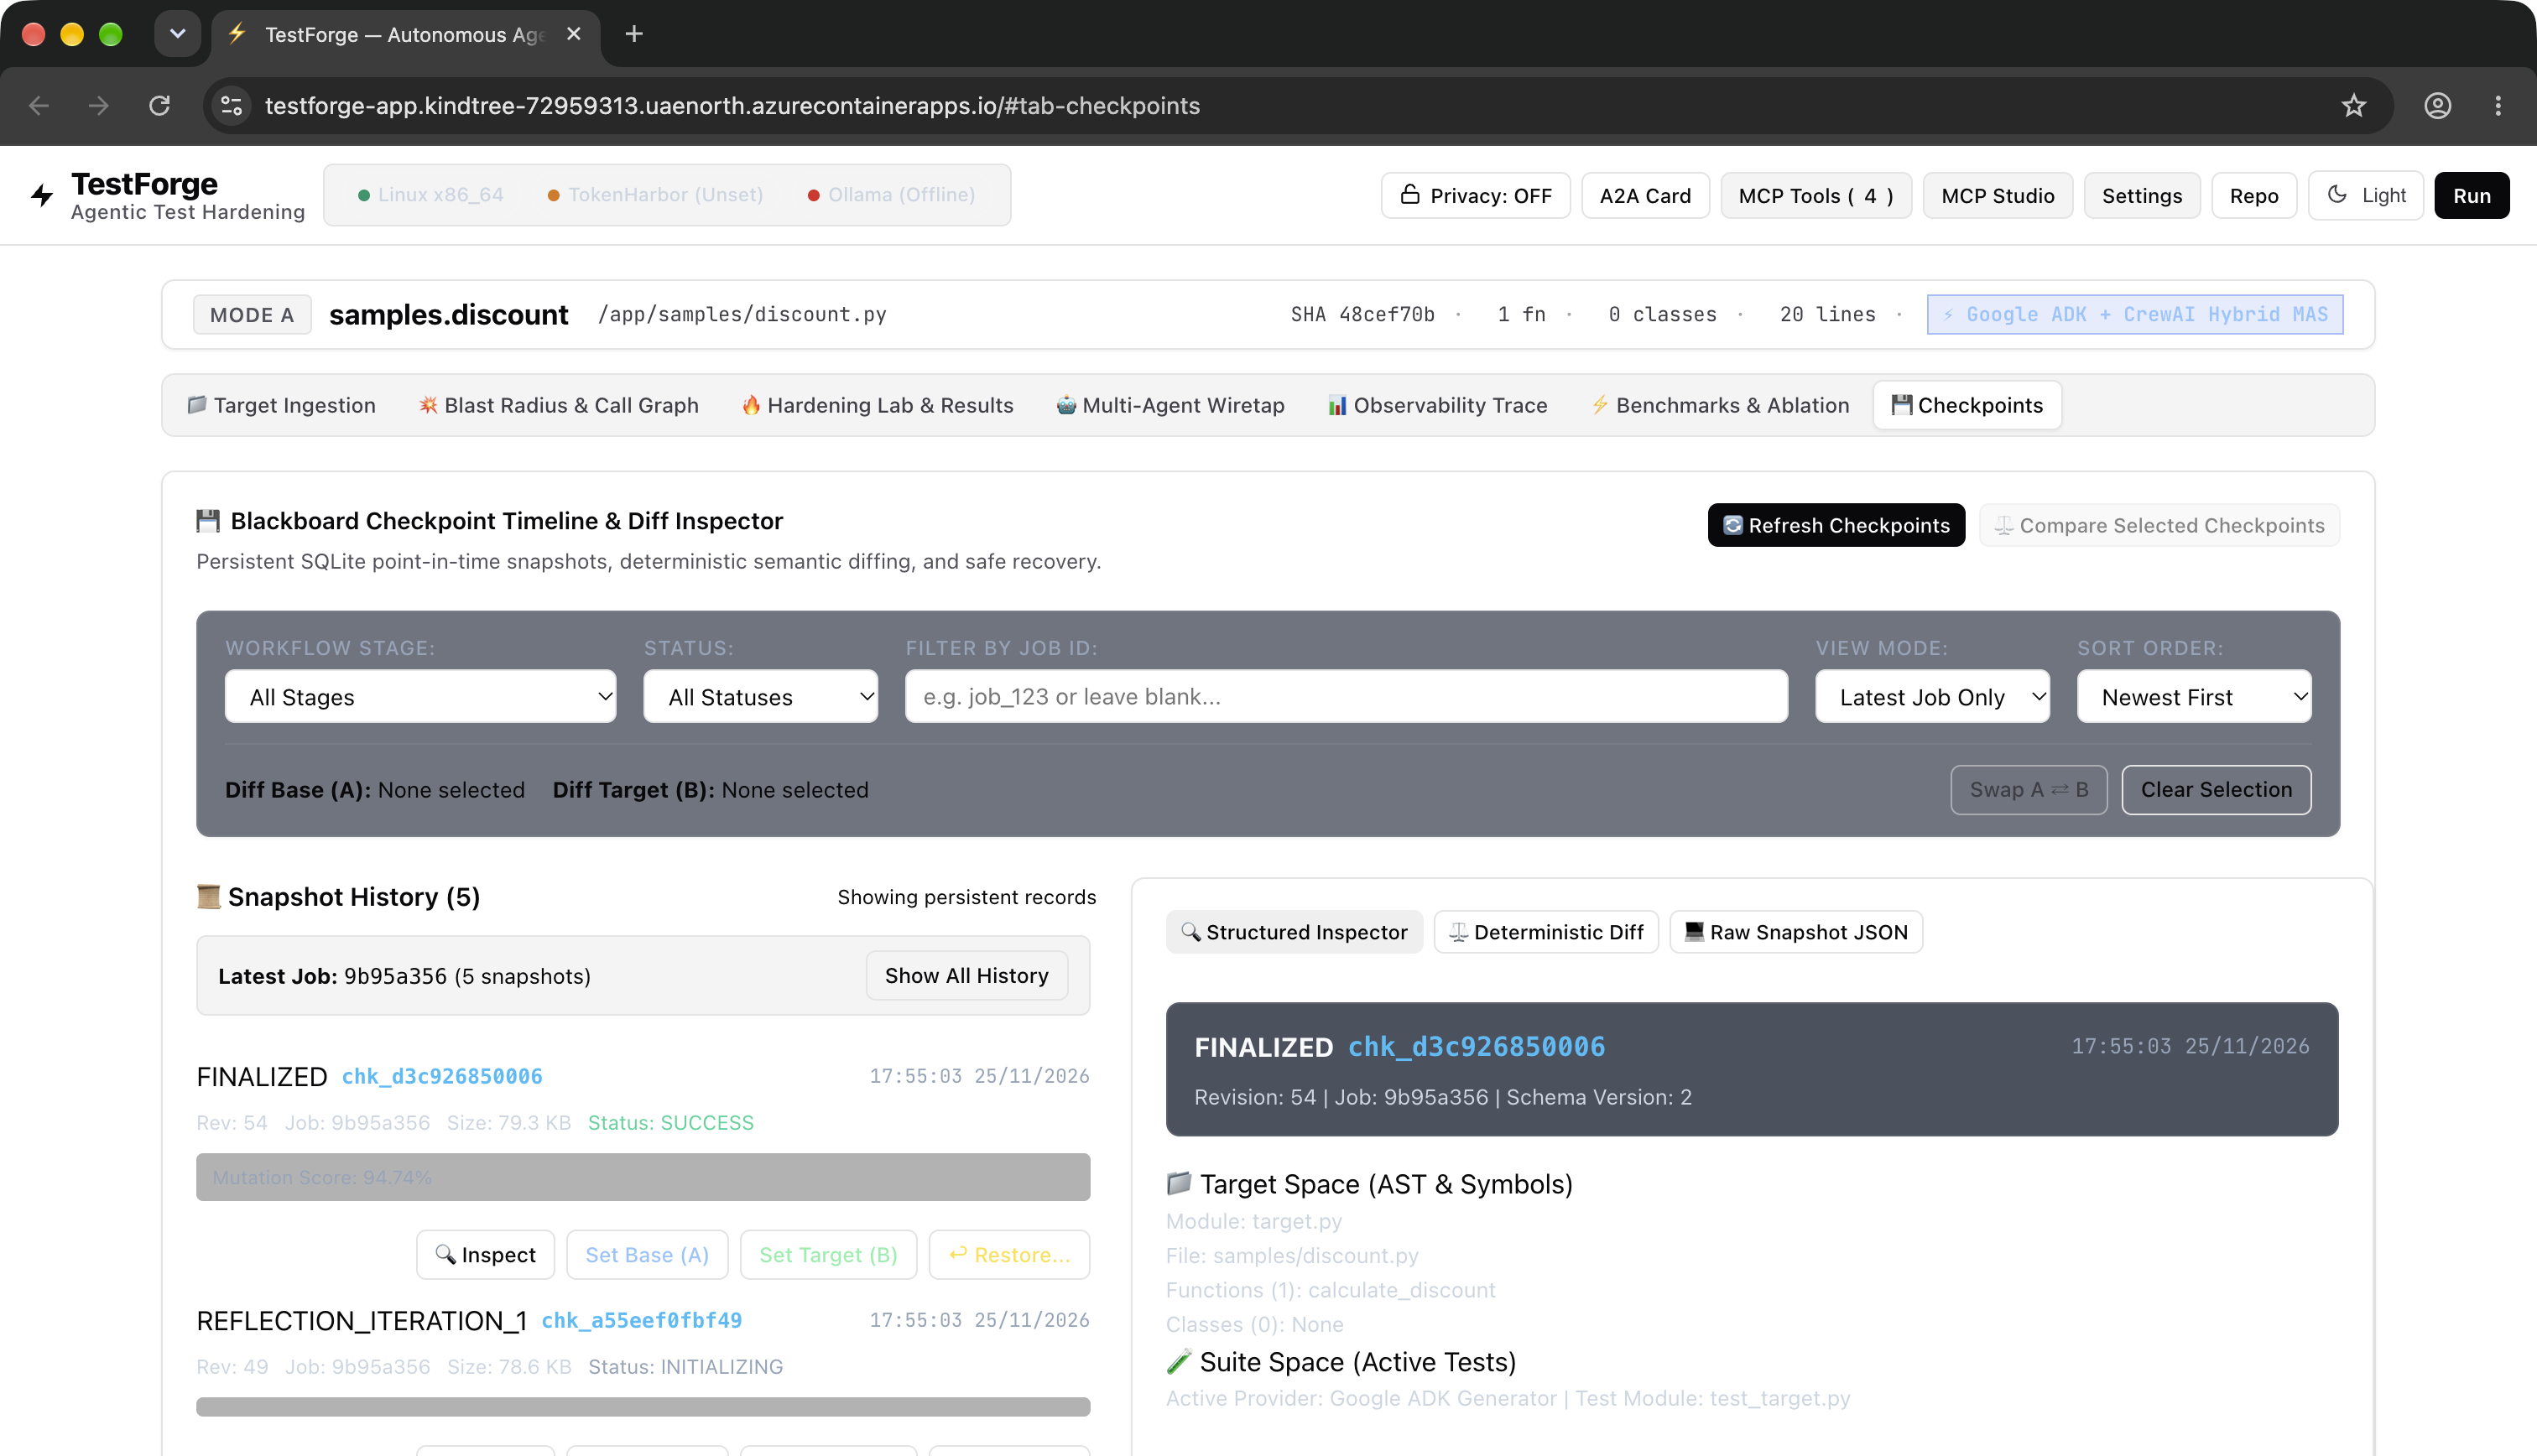 TestForge — Autonomous Age
testforge-app.kindtree-72959313.uaenorth.azurecontainerapps.io/#tab-checkpoints
TestForge
Agentic Test Hardening
Linux x86_64 TokenHarbor (Unset) Ollama (Offline)
Privacy: OFF A2A Card MCP Tools ( 4 ) MCP Studio Settings Repo Light Run
MODE A samples.discount /app/samples/discount.py SHA 48cef70b · 1 fn · 0 classes · 20 lines · ⚡ Google ADK + CrewAI Hybrid MAS
Target Ingestion Blast Radius & Call Graph Hardening Lab & Results Multi-Agent Wiretap Observability Trace Benchmarks & Ablation Checkpoints
Blackboard Checkpoint Timeline & Diff Inspector
Refresh Checkpoints Compare Selected Checkpoints
Persistent SQLite point-in-time snapshots, deterministic semantic diffing, and safe recovery.
WORKFLOW STAGE: STATUS: FILTER BY JOB ID: VIEW MODE: SORT ORDER:
All Stages All Statuses e.g. job_123 or leave blank... Latest Job Only Newest First
Diff Base (A): None selected Diff Target (B): None selected Swap A ⇄ B Clear Selection
Snapshot History (5) Showing persistent records
Latest Job: 9b95a356 (5 snapshots) Show All History
FINALIZED chk_d3c926850006 17:55:03 25/11/2026
Rev: 54 Job: 9b95a356 Size: 79.3 KB Status: SUCCESS
Mutation Score: 94.74%
Inspect Set Base (A) Set Target (B) ↩ Restore...
REFLECTION_ITERATION_1 chk_a55eef0fbf49 17:55:03 25/11/2026
Rev: 49 Job: 9b95a356 Size: 78.6 KB Status: INITIALIZING
Structured Inspector Deterministic Diff Raw Snapshot JSON
FINALIZED chk_d3c926850006 17:55:03 25/11/2026
Revision: 54 | Job: 9b95a356 | Schema Version: 2
Target Space (AST & Symbols)
Module: target.py
File: samples/discount.py
Functions (1): calculate_discount
Classes (0): None
Suite Space (Active Tests)
Active Provider: Google ADK Generator | Test Module: test_target.py